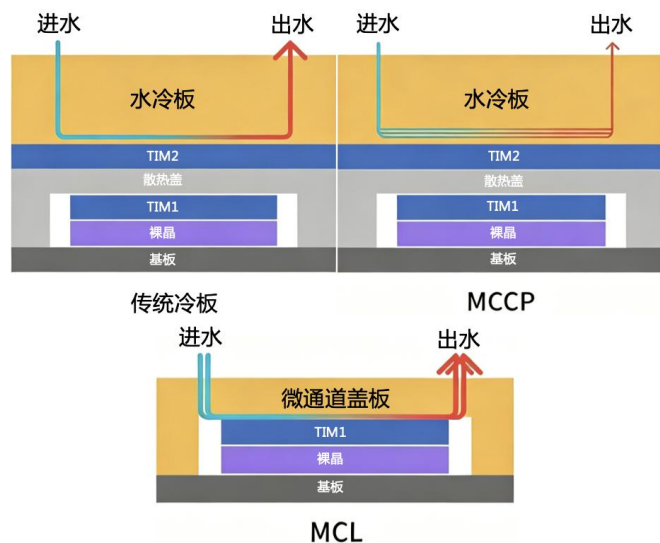 进水 出水
水冷板
TIM2
散热盖
TIM1
裸晶
基板
传统冷板
进水 出水
水冷板
TIM2
散热盖
TIM1
裸晶
基板
MCCP
进水 出水
微通道盖板
TIM1
裸晶
基板
MCL